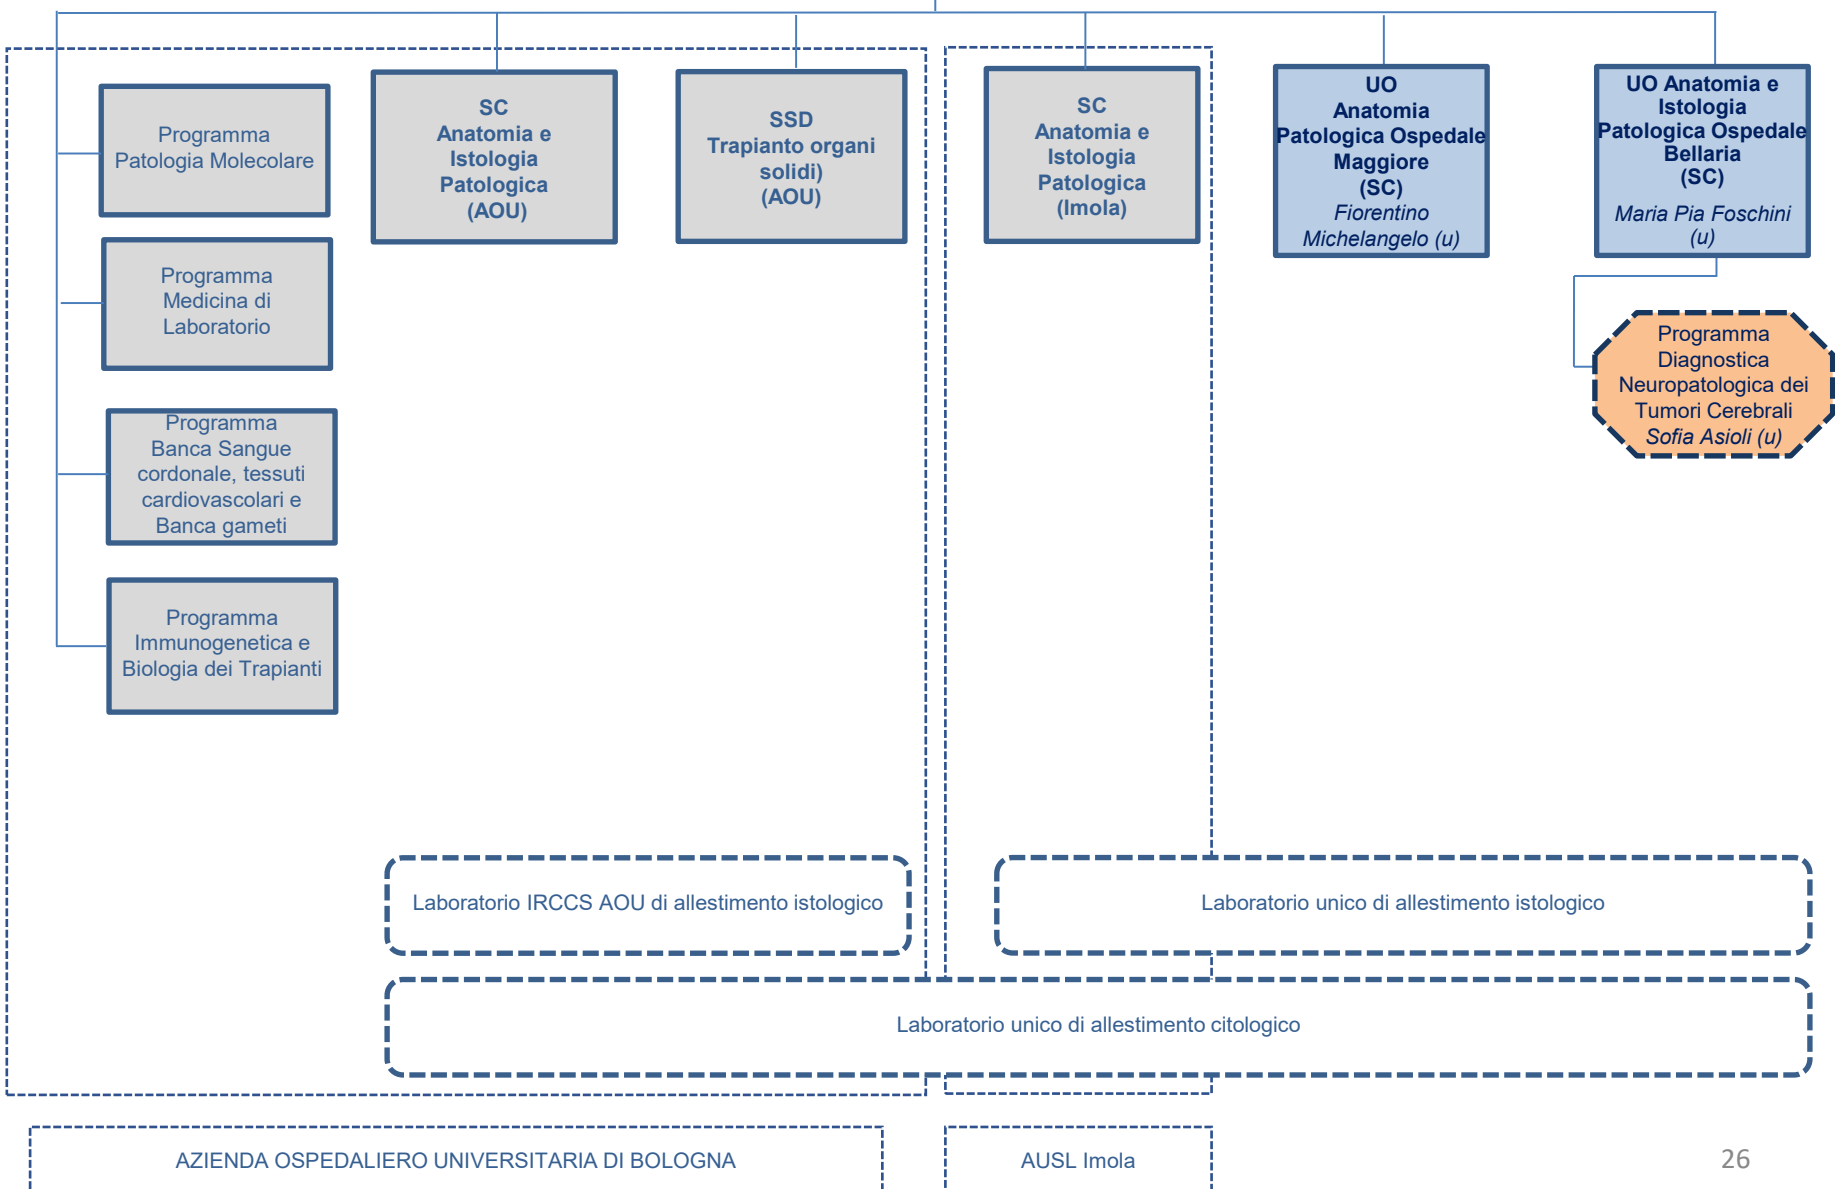 Programma
Patologia Molecolare
Programma
Medicina di
Laboratorio
Programma
Banca Sangue
cordonale, tessuti
cardiovascolari e
Banca gameti
Programma
Immunogenetica e
Biologia dei Trapianti
SC
Anatomia e
Istologia
Patologica
(AOU)
SSD
Trapianto organi
solidi)
(AOU)
SC
Anatomia e
Istologia
Patologica
(Imola)
UO
Anatomia
Patologica Ospedale
Maggiore
(SC)
Fiorentino
Michelangelo (u)
UO Anatomia e
Istologia
Patologica Ospedale
Bellaria
(SC)
Maria Pia Foschini
(u)
Programma
Diagnostica
Neuropatologica dei
Tumori Cerebrali
Sofia Asioli (u)
Laboratorio IRCCS AOU di allestimento istologico
Laboratorio unico di allestimento istologico
Laboratorio unico di allestimento citologico
AZIENDA OSPEDALIERO UNIVERSITARIA DI BOLOGNA
AUSL Imola
26